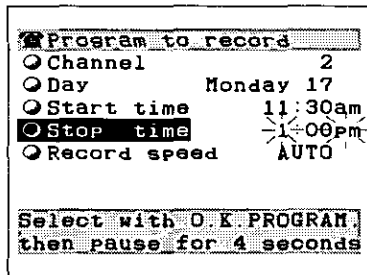 Program to record
Channel 2
Day Monday 17
Start time 11:30am
Stop time 1:00pm
Record speed AUTO
Select with O.K.PROGRAM,
then pause for 4 seconds